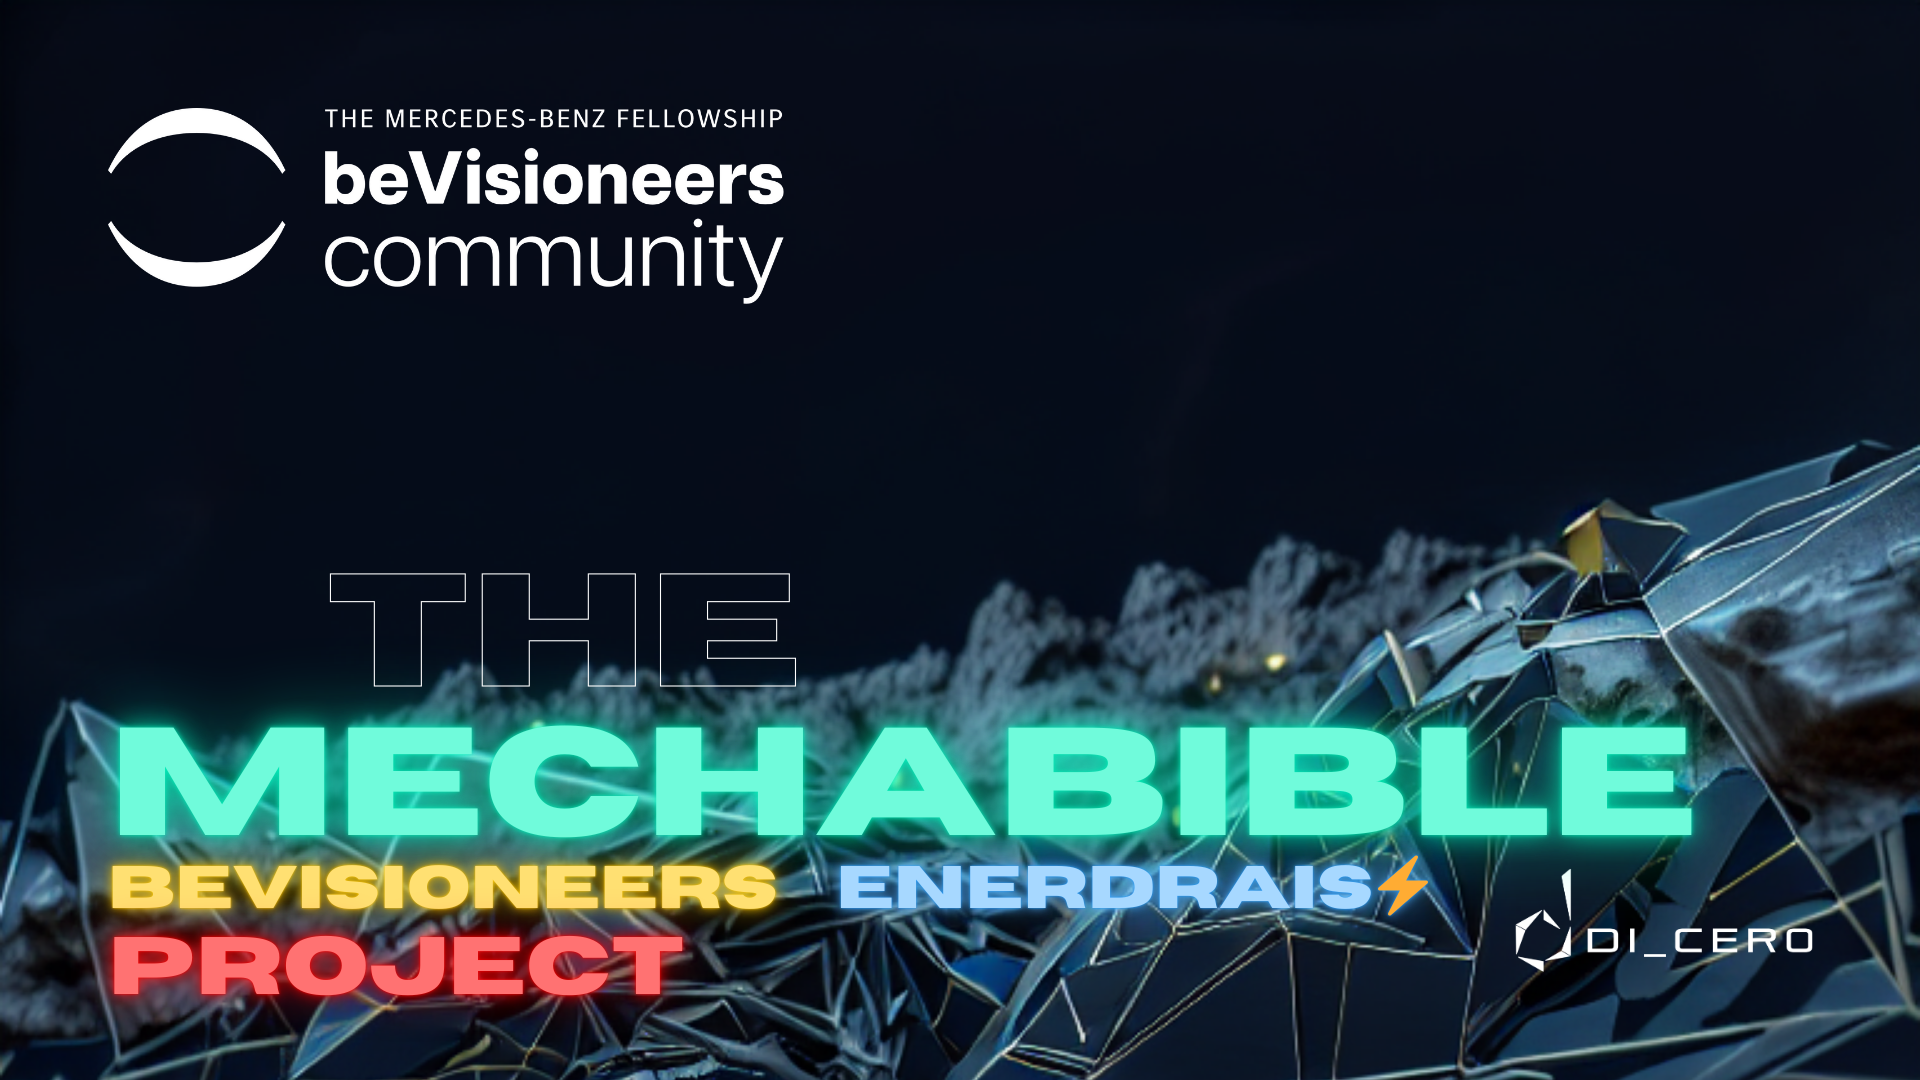 THE MERCEDES-BENZ FELLOWSHIP
beVisioneers
community
THE
MECHABIBLE
BEVISIONEERS ENERDRAIS⚡
PROJECT
DI_CERO